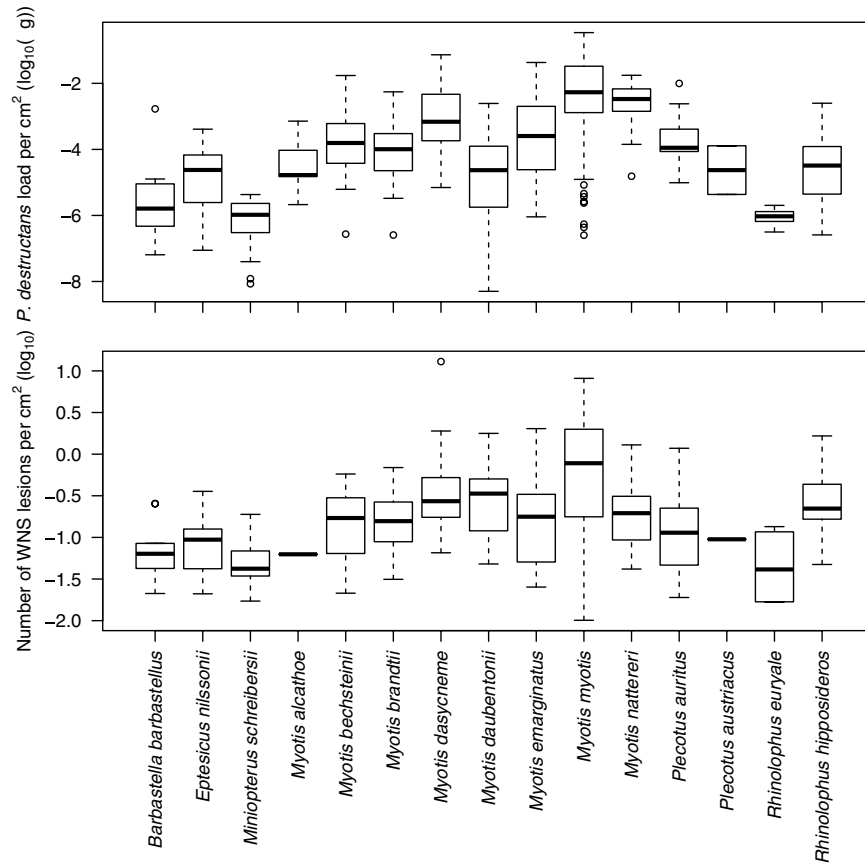 P. destructans load per cm² (log₁₀( g))
−2
−4
−6
−8
Number of WNS lesions per cm² (log₁₀)
1.0
0.5
0.0
−0.5
−1.0
−1.5
−2.0
Barbastella barbastellus
Eptesicus nilssonii
Miniopterus schreibersii
Myotis alcathoe
Myotis bechsteinii
Myotis brandtii
Myotis dasycneme
Myotis daubentonii
Myotis emarginatus
Myotis myotis
Myotis nattereri
Plecotus auritus
Plecotus austriacus
Rhinolophus euryale
Rhinolophus hipposideros